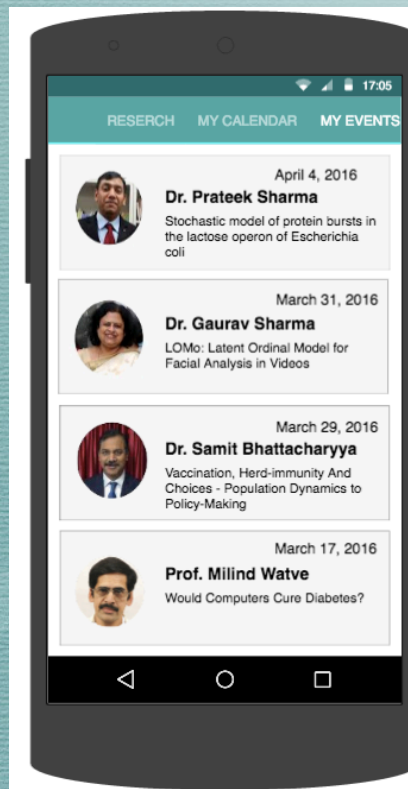 17:05
RESERCH MY CALENDAR MY EVENTS
April 4, 2016
Dr. Prateek Sharma
Stochastic model of protein bursts in
the lactose operon of Escherichia
coli
March 31, 2016
Dr. Gaurav Sharma
LOMo: Latent Ordinal Model for
Facial Analysis in Videos
March 29, 2016
Dr. Samit Bhattacharyya
Vaccination, Herd-immunity And
Choices - Population Dynamics to
Policy-Making
March 17, 2016
Prof. Milind Watve
Would Computers Cure Diabetes?